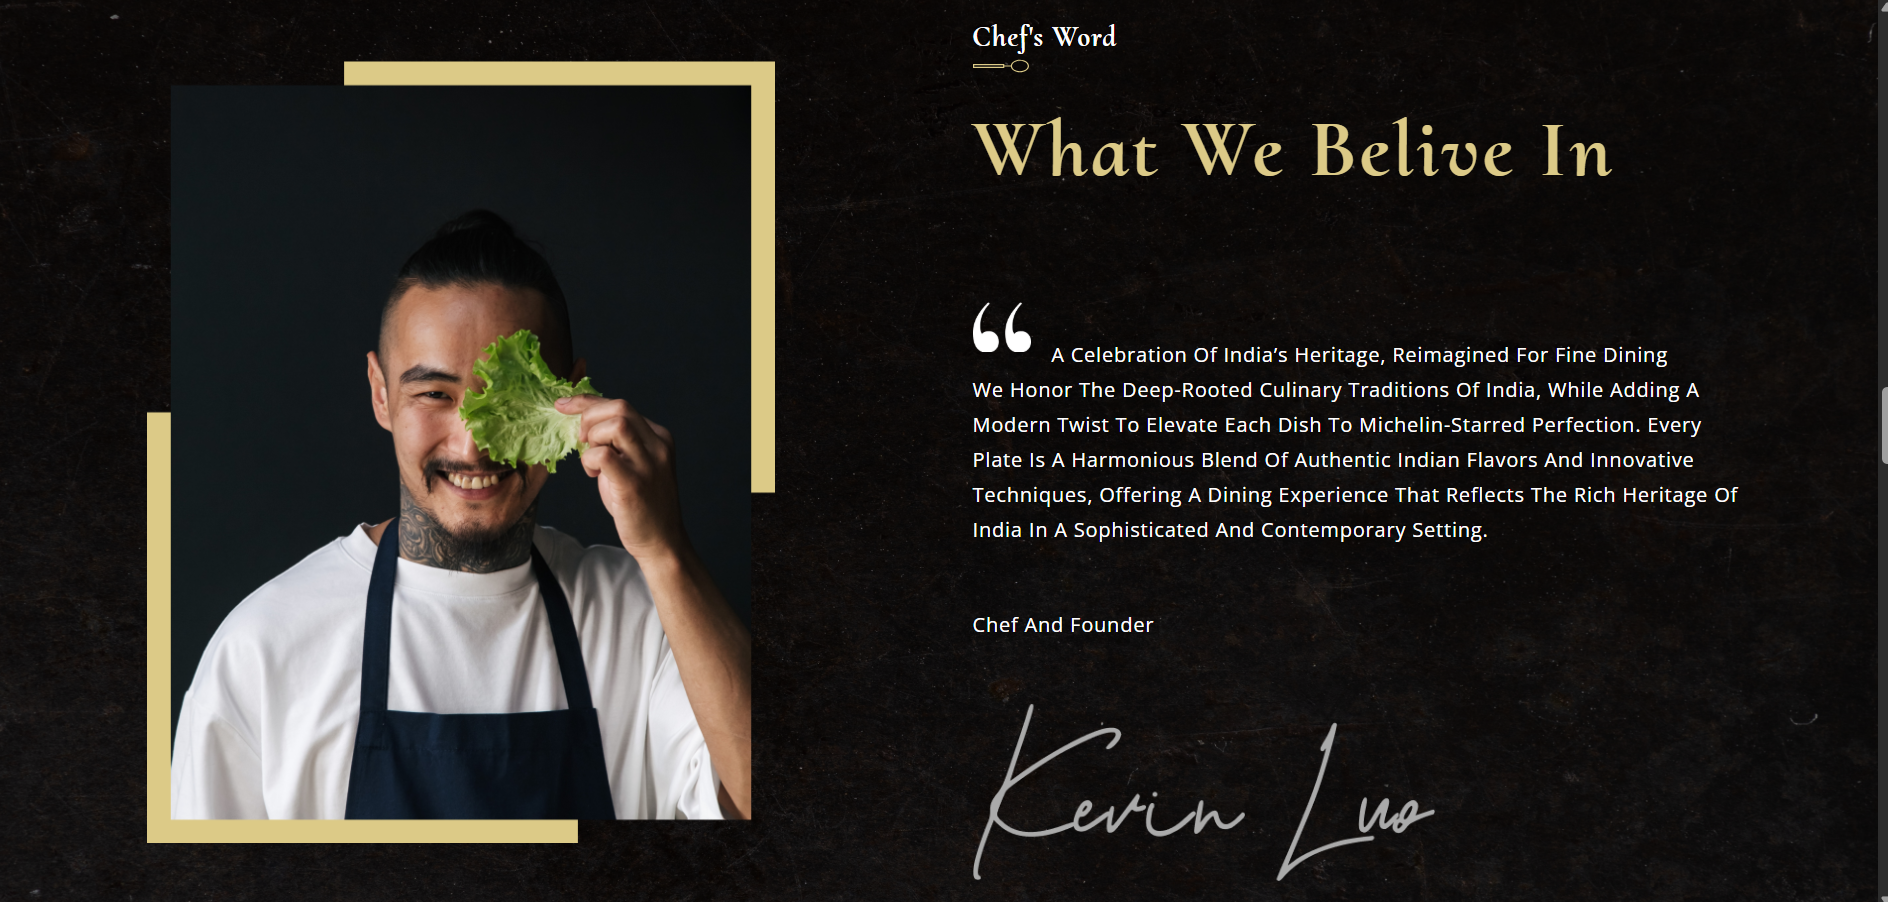 Chef's Word
What We Belive In
“ A Celebration Of India’s Heritage, Reimagined For Fine Dining
We Honor The Deep-Rooted Culinary Traditions Of India, While Adding A
Modern Twist To Elevate Each Dish To Michelin-Starred Perfection. Every
Plate Is A Harmonious Blend Of Authentic Indian Flavors And Innovative
Techniques, Offering A Dining Experience That Reflects The Rich Heritage Of
India In A Sophisticated And Contemporary Setting.
Chef And Founder
Kevin Luo